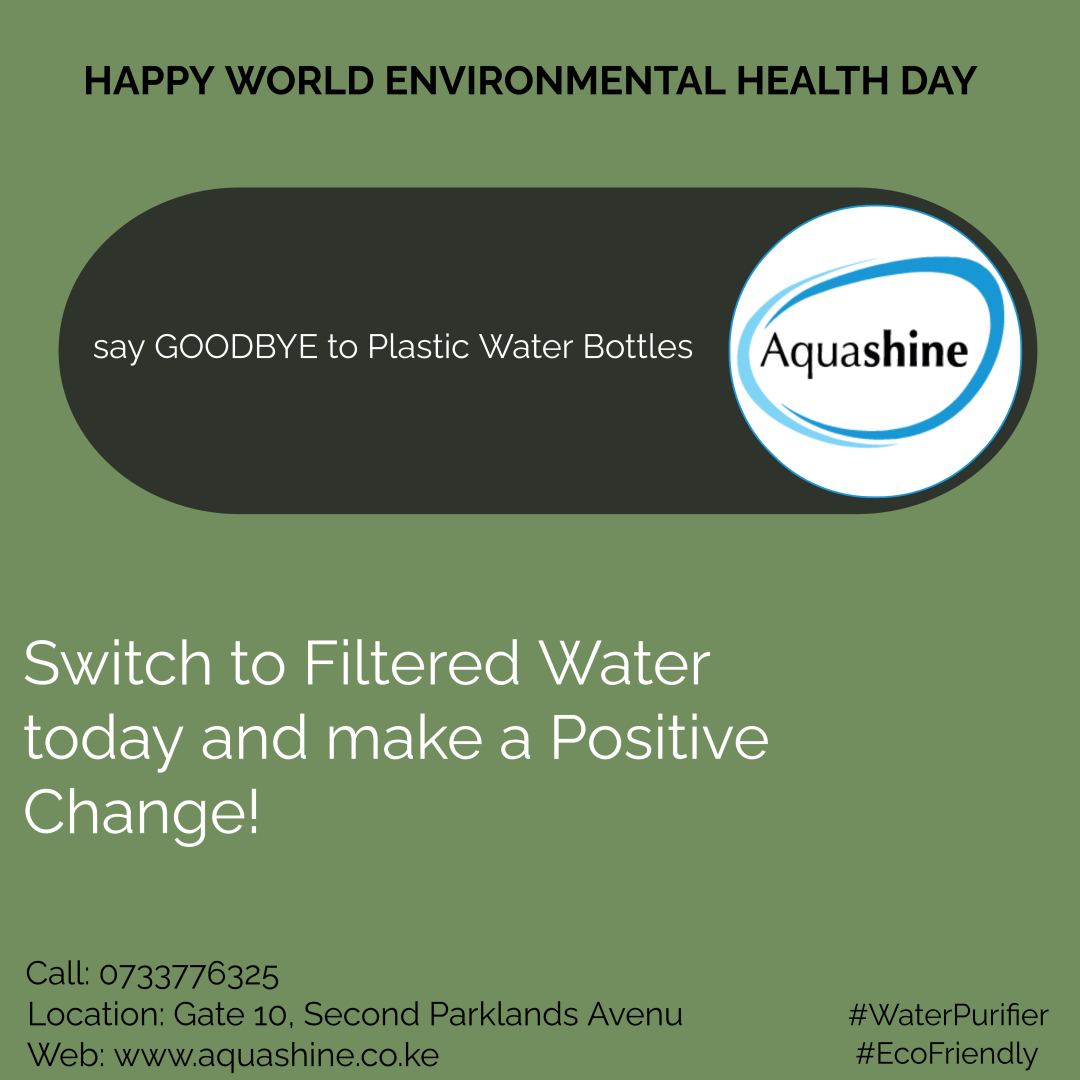 HAPPY WORLD ENVIRONMENTAL HEALTH DAY
say GOODBYE to Plastic Water Bottles
Aquashine
Switch to Filtered Water
today and make a Positive
Change!
Call: 0733776325
Location: Gate 10, Second Parklands Avenu
Web: www.aquashine.co.ke
#WaterPurifier
#EcoFriendly